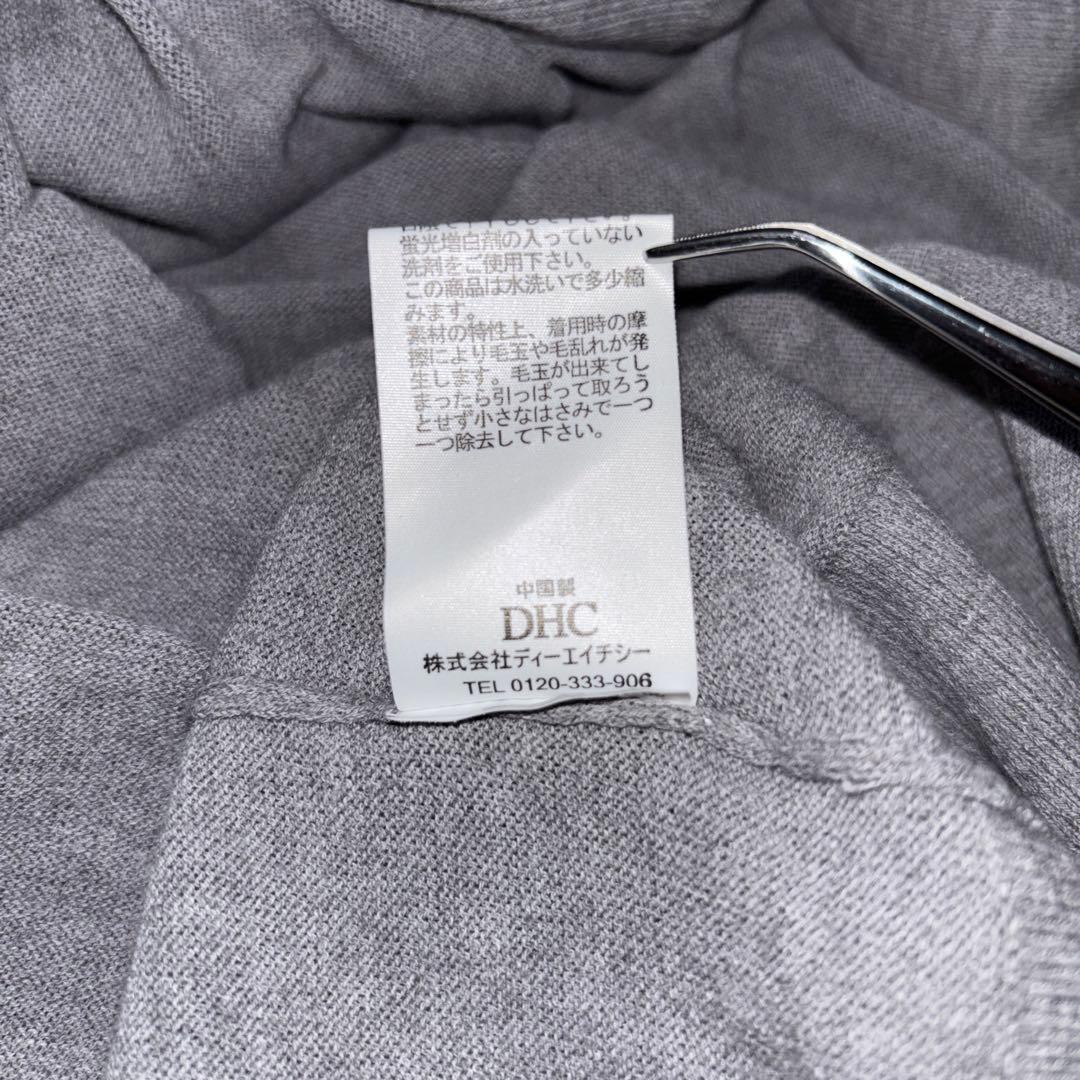 蛍光増白剤の入っていない
洗剤をご使用下さい。
この商品は水洗いで多少縮
みます。
素材の特性上、着用時の摩
擦により毛玉や毛乱れが発
生します。毛玉が出来てし
まったら引っぱって取ろう
とせず小さなはさみで一つ
一つ除去して下さい。
中国製
DHC
株式会社ディーエイチシー
TEL 0120-333-906